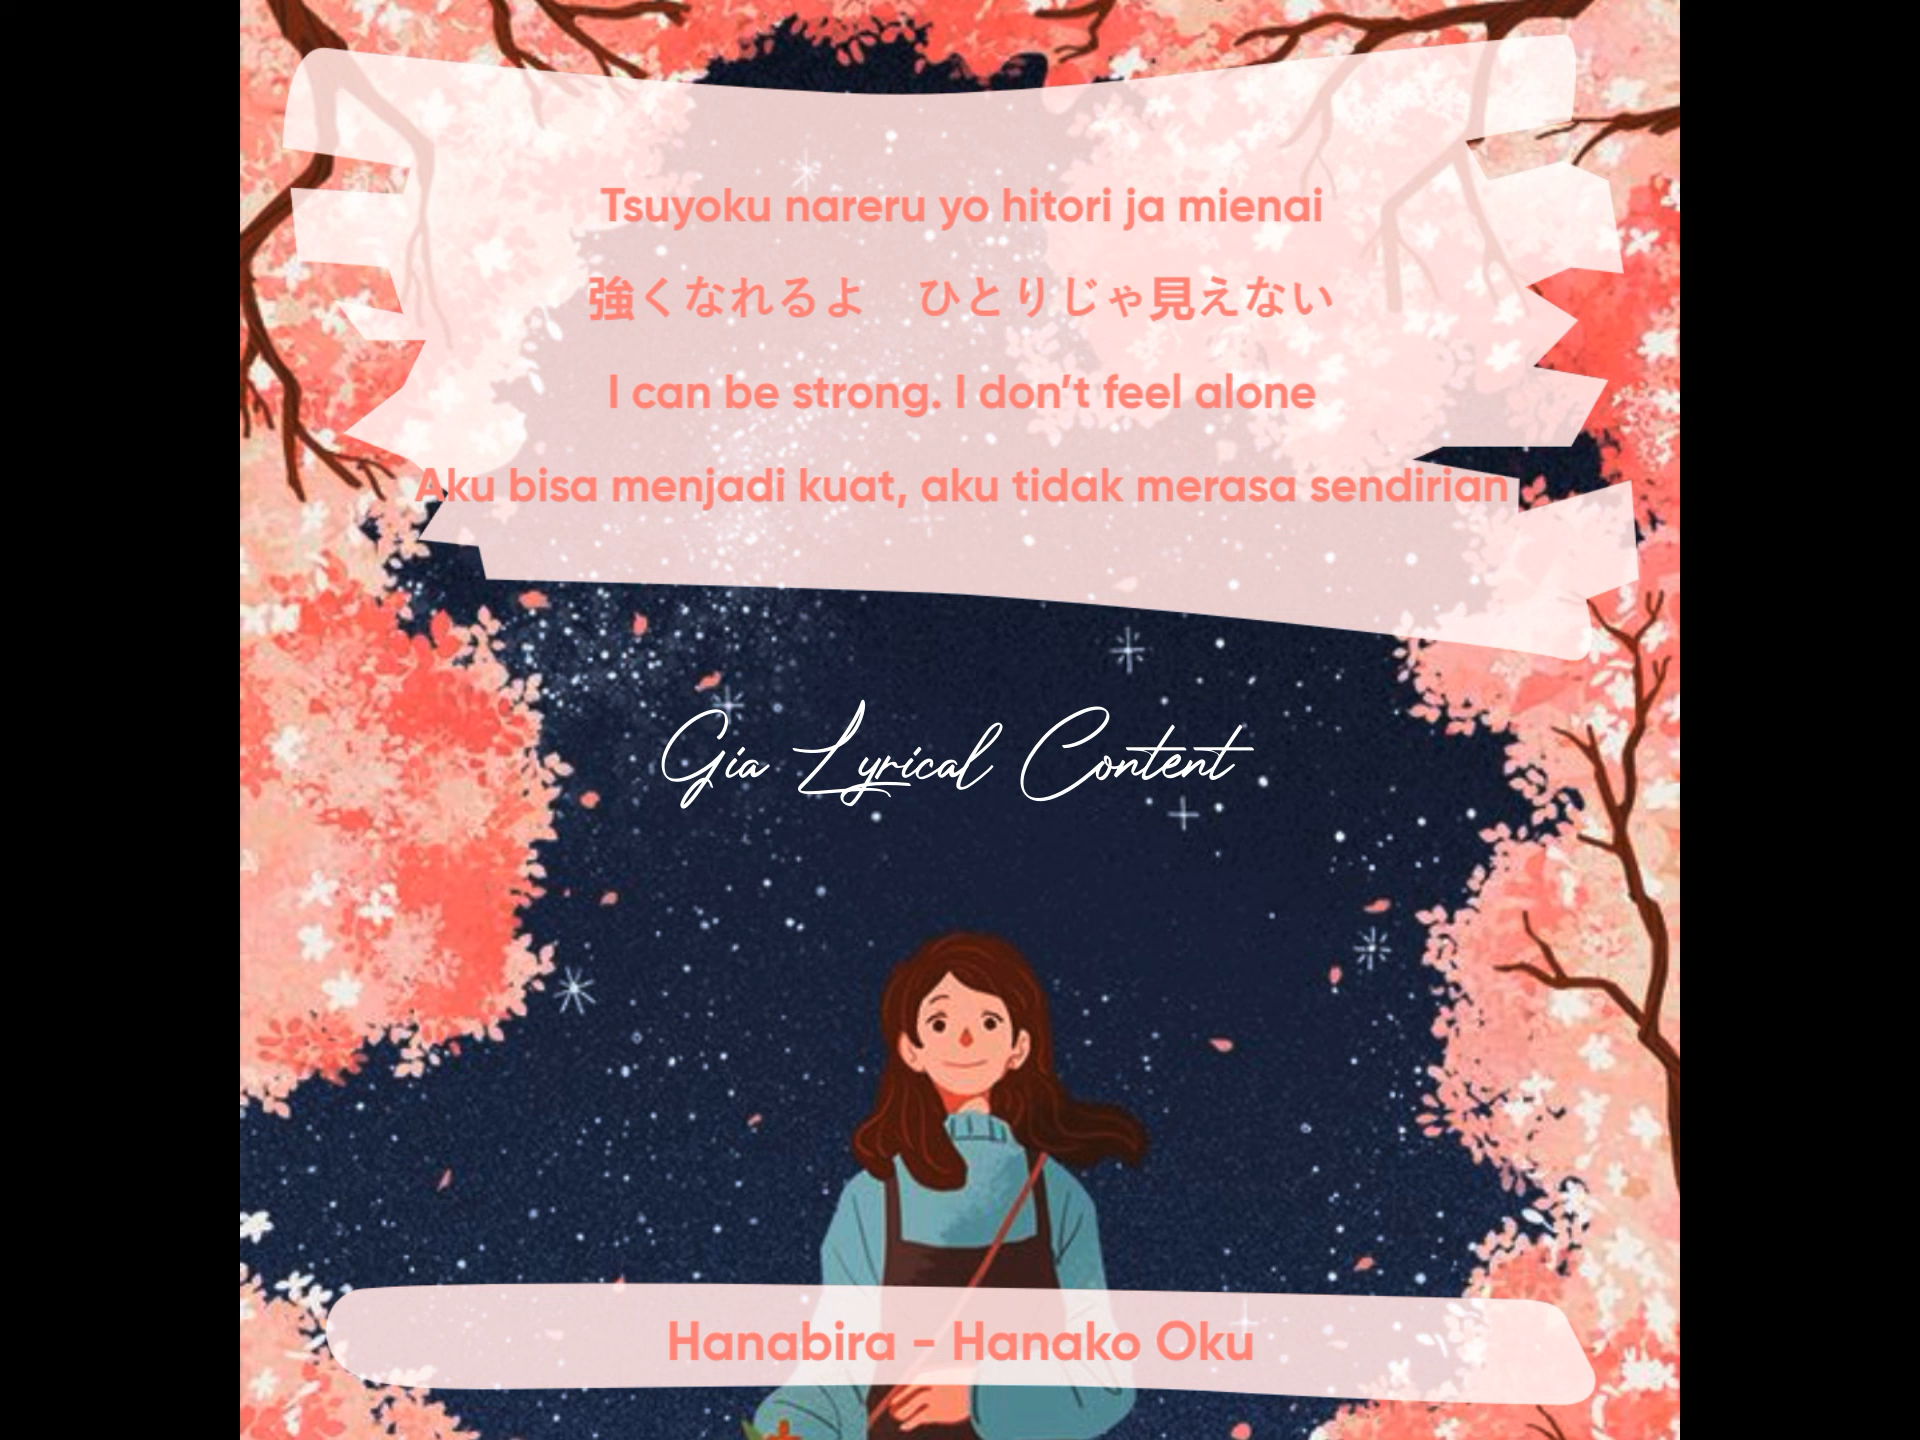 Tsuyoku nareru yo hitori ja mienai
強くなれるよ　ひとりじゃ見えない
I can be strong. I don’t feel alone
Aku bisa menjadi kuat, aku tidak merasa sendirian
Gia Lyrical Content
Hanabira - Hanako Oku